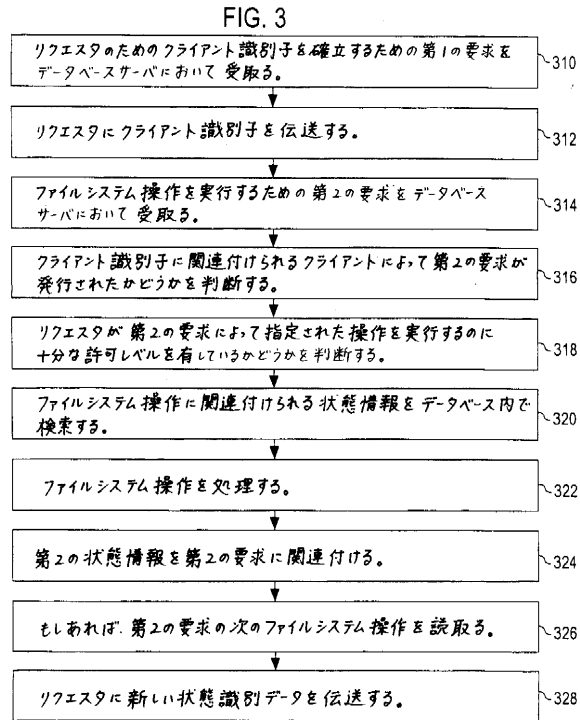 FIG. 3
リクエスタのためのクライアント識別子を確立するための第1の要求を
データベースサーバにおいて受取る。
310
リクエスタにクライアント識別子を伝送する。
312
ファイルシステム操作を実行するための第2の要求をデータベース
サーバにおいて受取る。
314
クライアント識別子に関連付けられるクライアントによって第2の要求が
発行されたかどうかを判断する。
316
リクエスタが第2の要求によって指定された操作を実行するのに
十分な許可レベルを有しているかどうかを判断する。
318
ファイルシステム操作に関連付けられる状態情報をデータベース内で
検索する。
320
ファイルシステム操作を処理する。
322
第2の状態情報を第2の要求に関連付ける。
324
もしあれば、第2の要求の次のファイルシステム操作を読取る。
326
リクエスタに新しい状態識別データを伝送する。
328